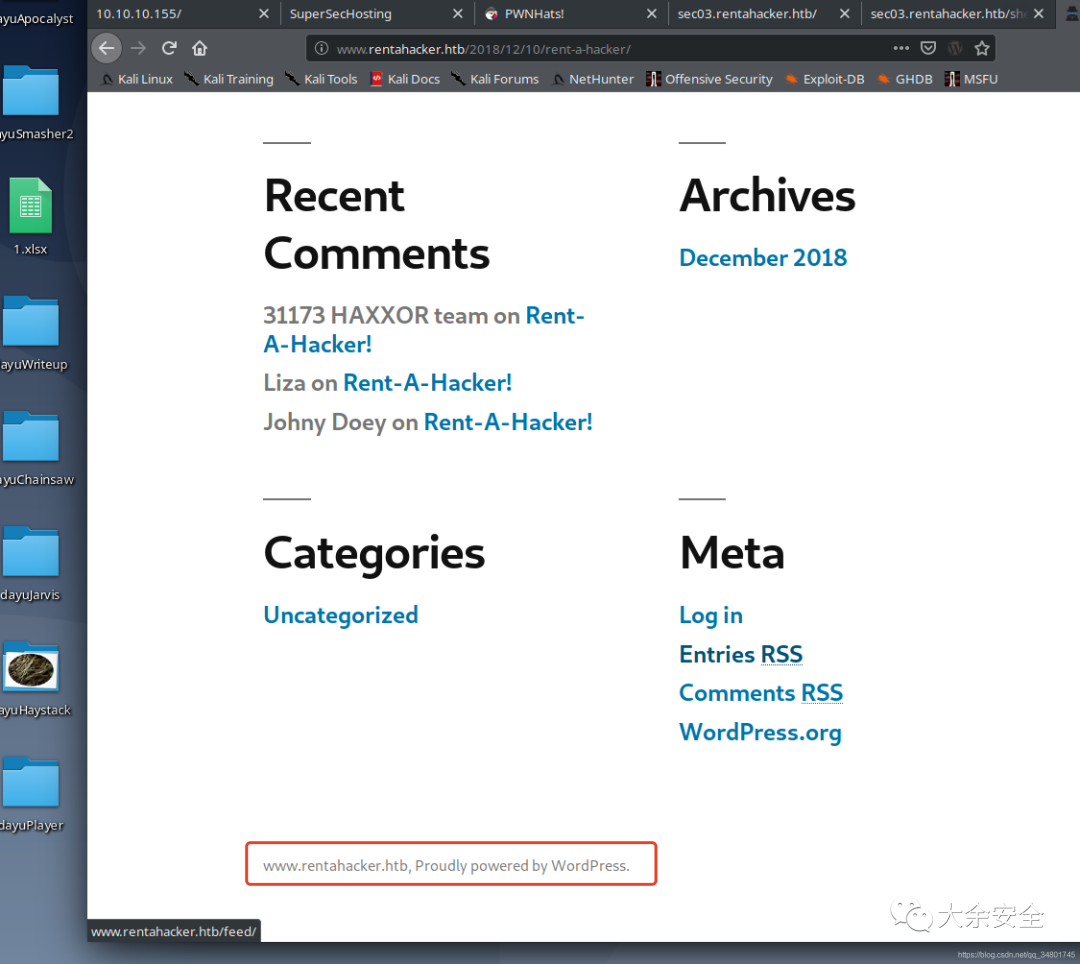 ayuApocalyst
10.10.10.155/
SuperSecHosting
PWNHats!
sec03.rentahacker.htb/
sec03.rentahacker.htb/she
www.rentahacker.htb/2018/12/10/rent-a-hacker/
Kali Linux
Kali Training
Kali Tools
Kali Docs
Kali Forums
NetHunter
Offensive Security
Exploit-DB
GHDB
MSFU
ayuSmasher2
1.xlsx
ayuWriteup
ayuChainsaw
dayuJarvis
ayuHaystack
dayuPlayer
Recent
Comments
31173 HAXXOR team on Rent-
A-Hacker!
Liza on Rent-A-Hacker!
Johny Doey on Rent-A-Hacker!
Archives
December 2018
Categories
Uncategorized
Meta
Log in
Entries RSS
Comments RSS
WordPress.org
www.rentahacker.htb, Proudly powered by WordPress.
www.rentahacker.htb/feed/
大余安全
https://blog.csdn.net/qq_34801745